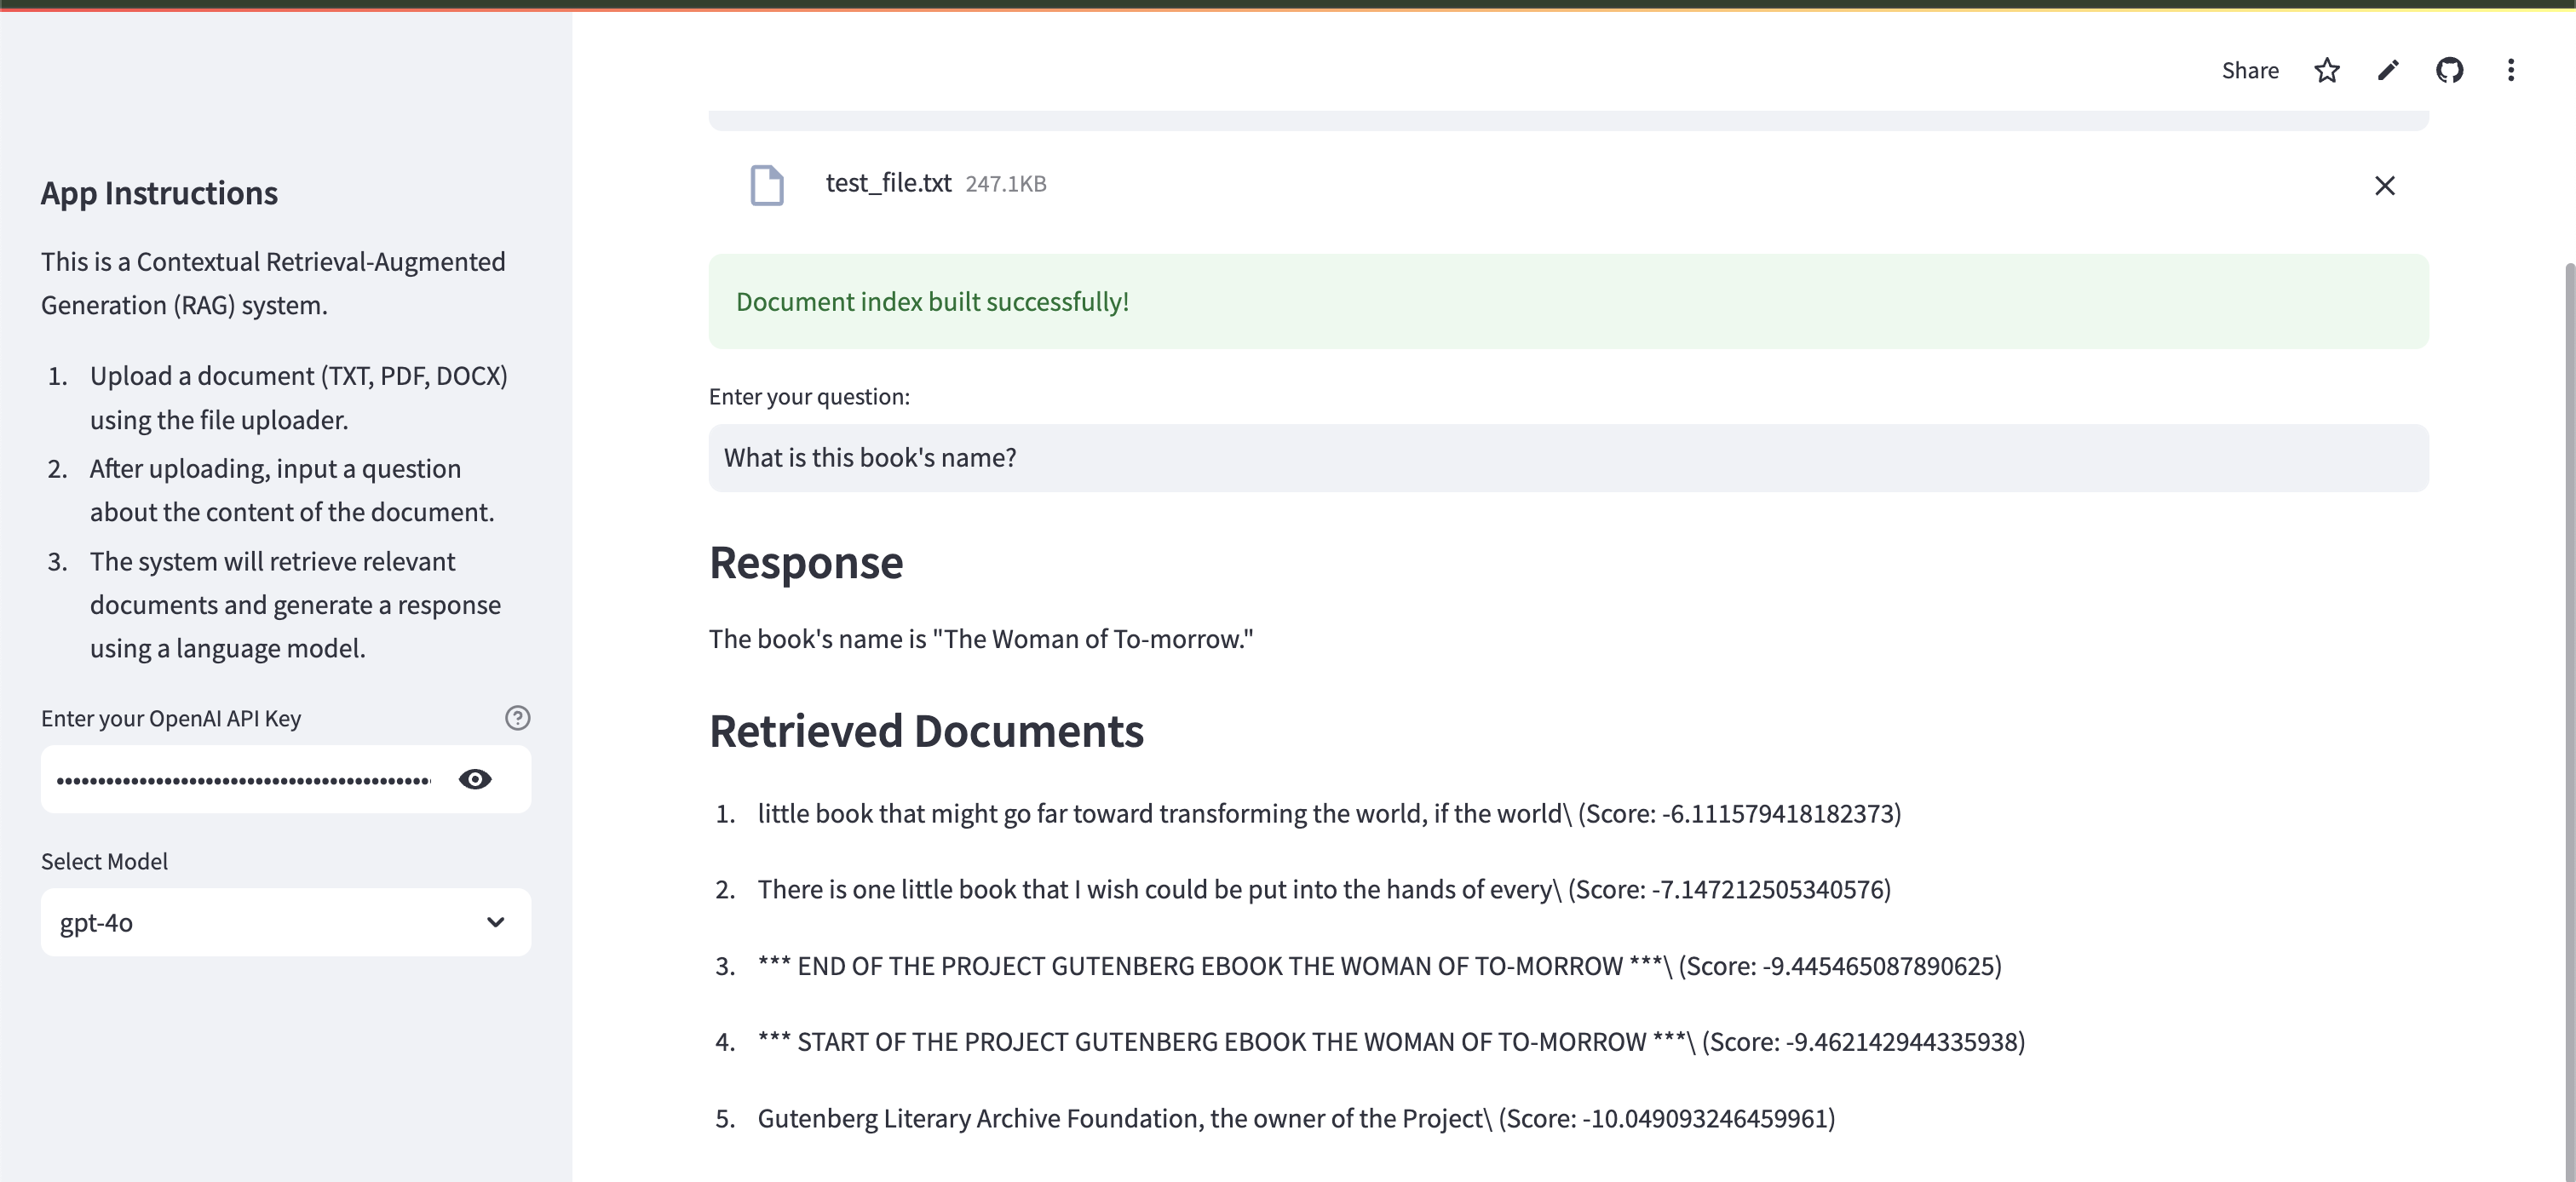 Share
App Instructions
This is a Contextual Retrieval-Augmented
Generation (RAG) system.
1. Upload a document (TXT, PDF, DOCX)
using the file uploader.
2. After uploading, input a question
about the content of the document.
3. The system will retrieve relevant
documents and generate a response
using a language model.
Enter your OpenAI API Key
Select Model
gpt-4o
test_file.txt 247.1KB
Document index built successfully!
Enter your question:
What is this book's name?
Response
The book's name is "The Woman of To-morrow."
Retrieved Documents
1. little book that might go far toward transforming the world, if the world\ (Score: -6.111579418182373)
2. There is one little book that I wish could be put into the hands of every\ (Score: -7.147212505340576)
3. *** END OF THE PROJECT GUTENBERG EBOOK THE WOMAN OF TO-MORROW ***\ (Score: -9.445465087890625)
4. *** START OF THE PROJECT GUTENBERG EBOOK THE WOMAN OF TO-MORROW ***\ (Score: -9.462142944335938)
5. Gutenberg Literary Archive Foundation, the owner of the Project\ (Score: -10.049093246459961)